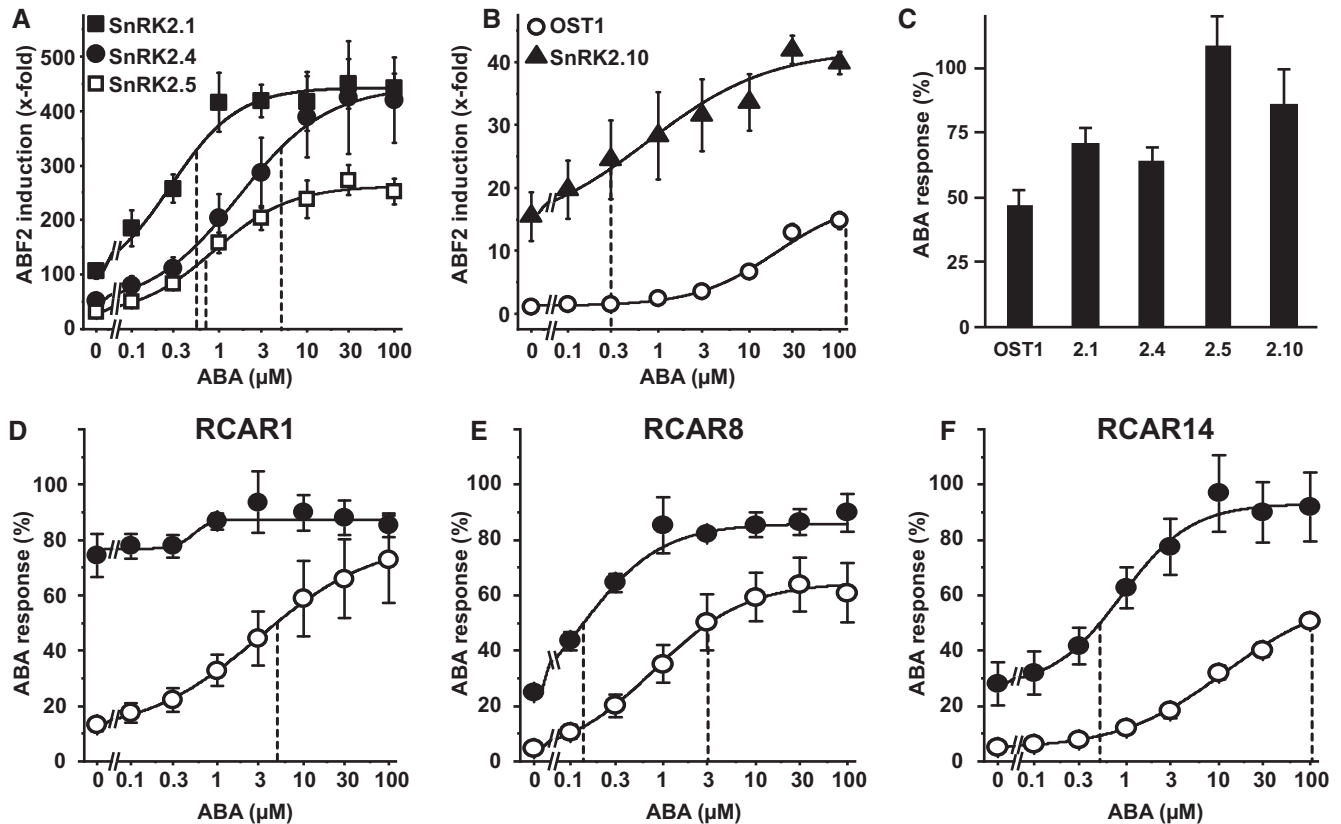 A
SnRK2.1
SnRK2.4
SnRK2.5
ABF2 induction (x-fold)
500
400
300
200
100
0
0 0.1 0.3 1 3 10 30 100
ABA (µM)
B
OST1
SnRK2.10
ABF2 induction (x-fold)
40
30
20
10
0
0 0.1 0.3 1 3 10 30 100
ABA (µM)
C
ABA response (%)
100
75
50
25
0
OST1 2.1 2.4 2.5 2.10
D
RCAR1
ABA response (%)
100
80
60
40
20
0
0 0.1 0.3 1 3 10 30 100
ABA (µM)
E
RCAR8
ABA response (%)
100
80
60
40
20
0
0 0.1 0.3 1 3 10 30 100
ABA (µM)
F
RCAR14
ABA response (%)
100
80
60
40
20
0
0 0.1 0.3 1 3 10 30 100
ABA (µM)